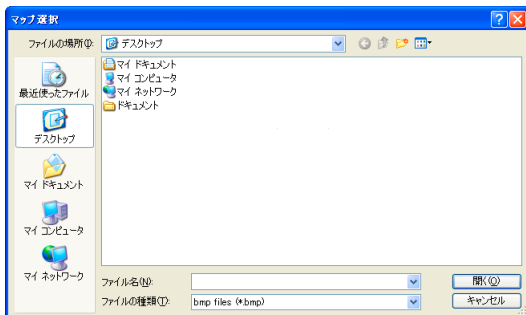 マップ選択
ファイルの場所(I):
デスクトップ
マイ ドキュメント
マイ コンピュータ
マイ ネットワーク
ドキュメント
最近使ったファイル
デスクトップ
マイ ドキュメント
マイ コンピュータ
マイ ネットワーク
ファイル名(N):
開く(O)
ファイルの種類(T):
bmp files (*.bmp)
キャンセル